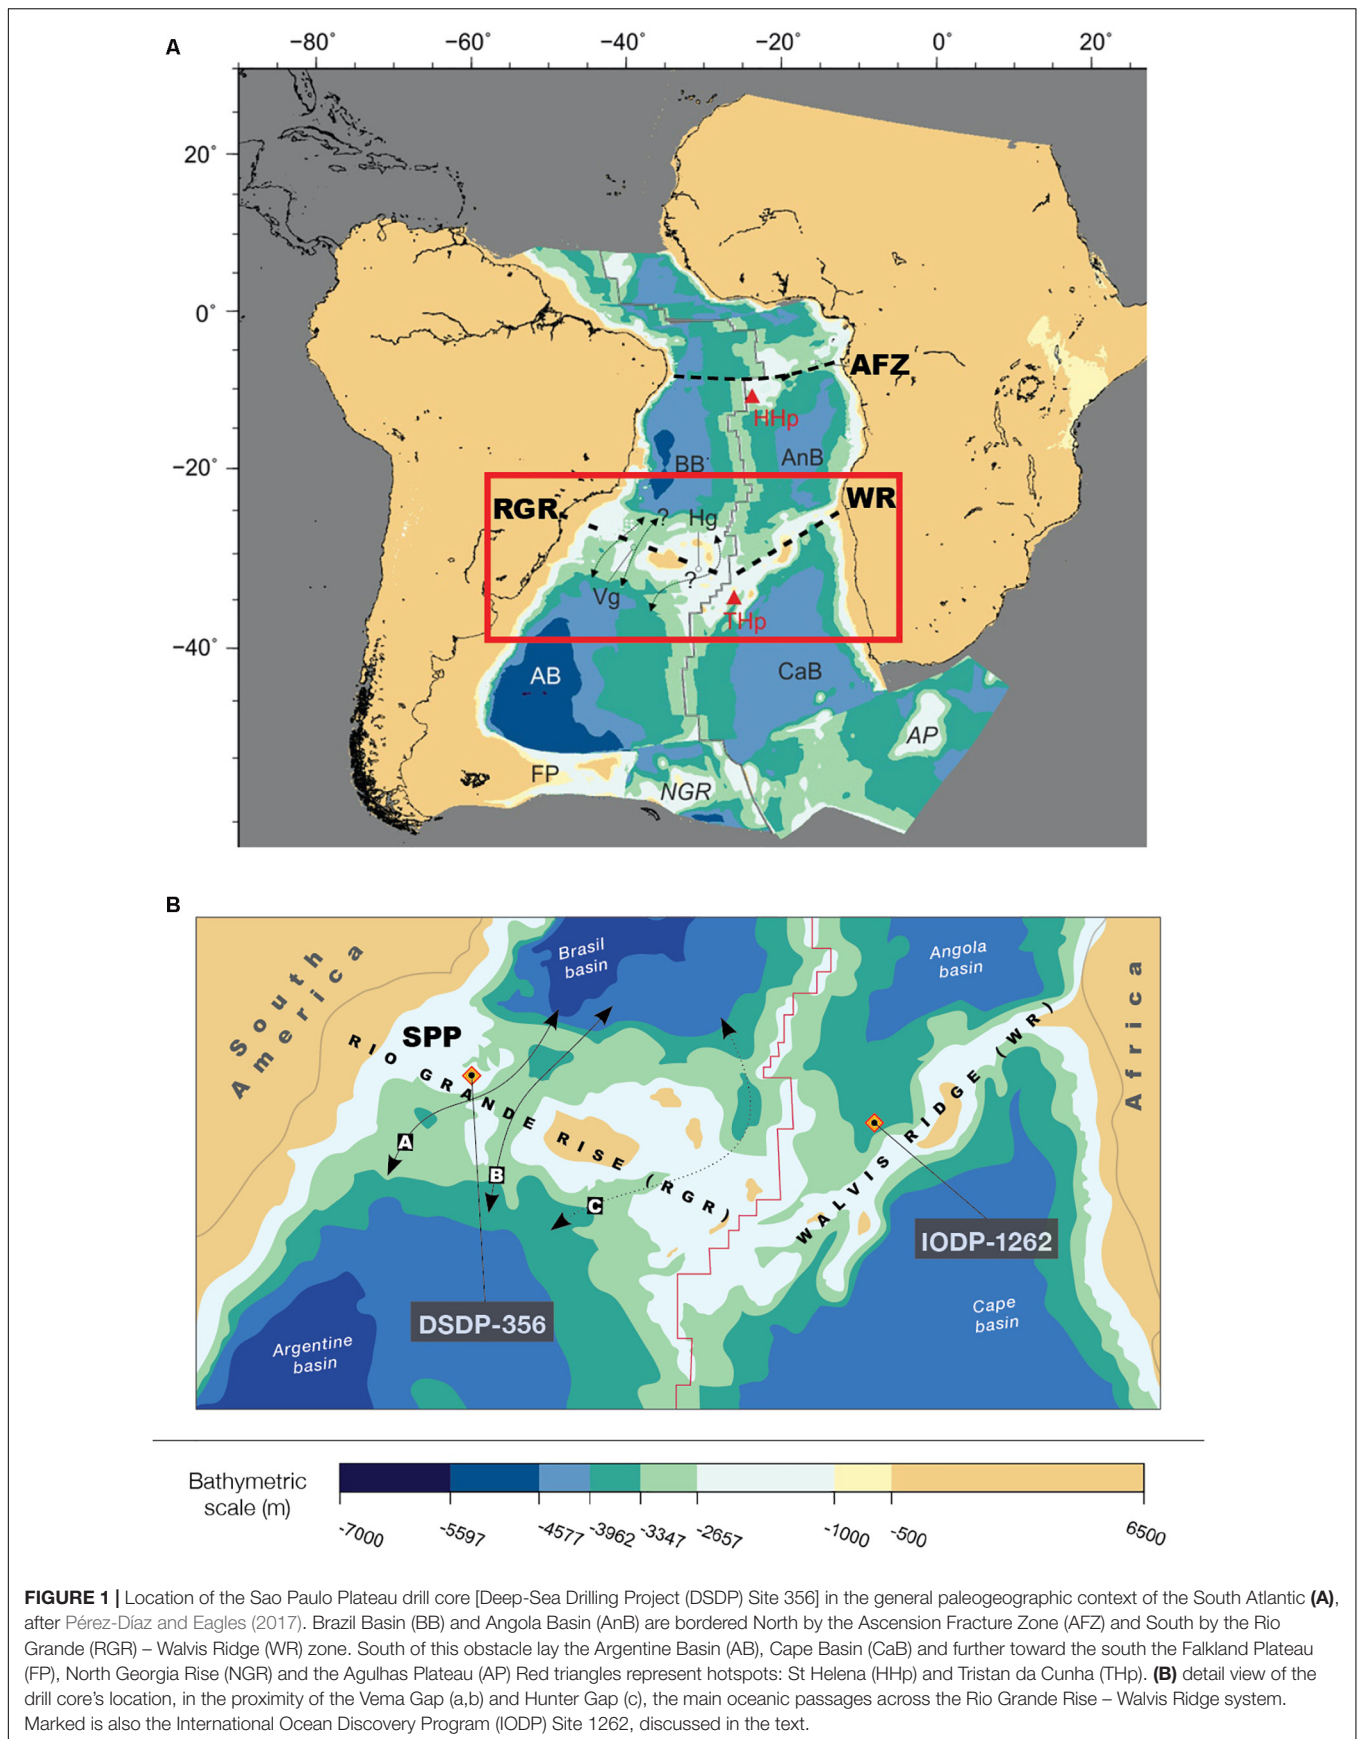 A
−80° −60° −40° −20° 0° 20°
20°
0°
−20°
−40°
AFZ
HHp
BB
AnB
RGR
WR
?
Hg
?
Vg
THp
AB
CaB
AP
FP
NGR
B
South
America
Brasil
basin
Angola
basin
Africa
SPP
RIO GRANDE RISE (RGR)
WALVIS RIDGE (WR)
A
B
C
IODP-1262
DSDP-356
Argentine
basin
Cape
basin
Bathymetric
scale (m)
-7000 -5597 -4577 -3962 -3347 -2657 -1000 -500 6500
FIGURE 1 | Location of the Sao Paulo Plateau drill core [Deep-Sea Drilling Project (DSDP) Site 356] in the general paleogeographic context of the South Atlantic (A),
after Pérez-Díaz and Eagles (2017). Brazil Basin (BB) and Angola Basin (AnB) are bordered North by the Ascension Fracture Zone (AFZ) and South by the Rio
Grande (RGR) – Walvis Ridge (WR) zone. South of this obstacle lay the Argentine Basin (AB), Cape Basin (CaB) and further toward the south the Falkland Plateau
(FP), North Georgia Rise (NGR) and the Agulhas Plateau (AP) Red triangles represent hotspots: St Helena (HHp) and Tristan da Cunha (THp). (B) detail view of the
drill core's location, in the proximity of the Vema Gap (a,b) and Hunter Gap (c), the main oceanic passages across the Rio Grande Rise – Walvis Ridge system.
Marked is also the International Ocean Discovery Program (IODP) Site 1262, discussed in the text.